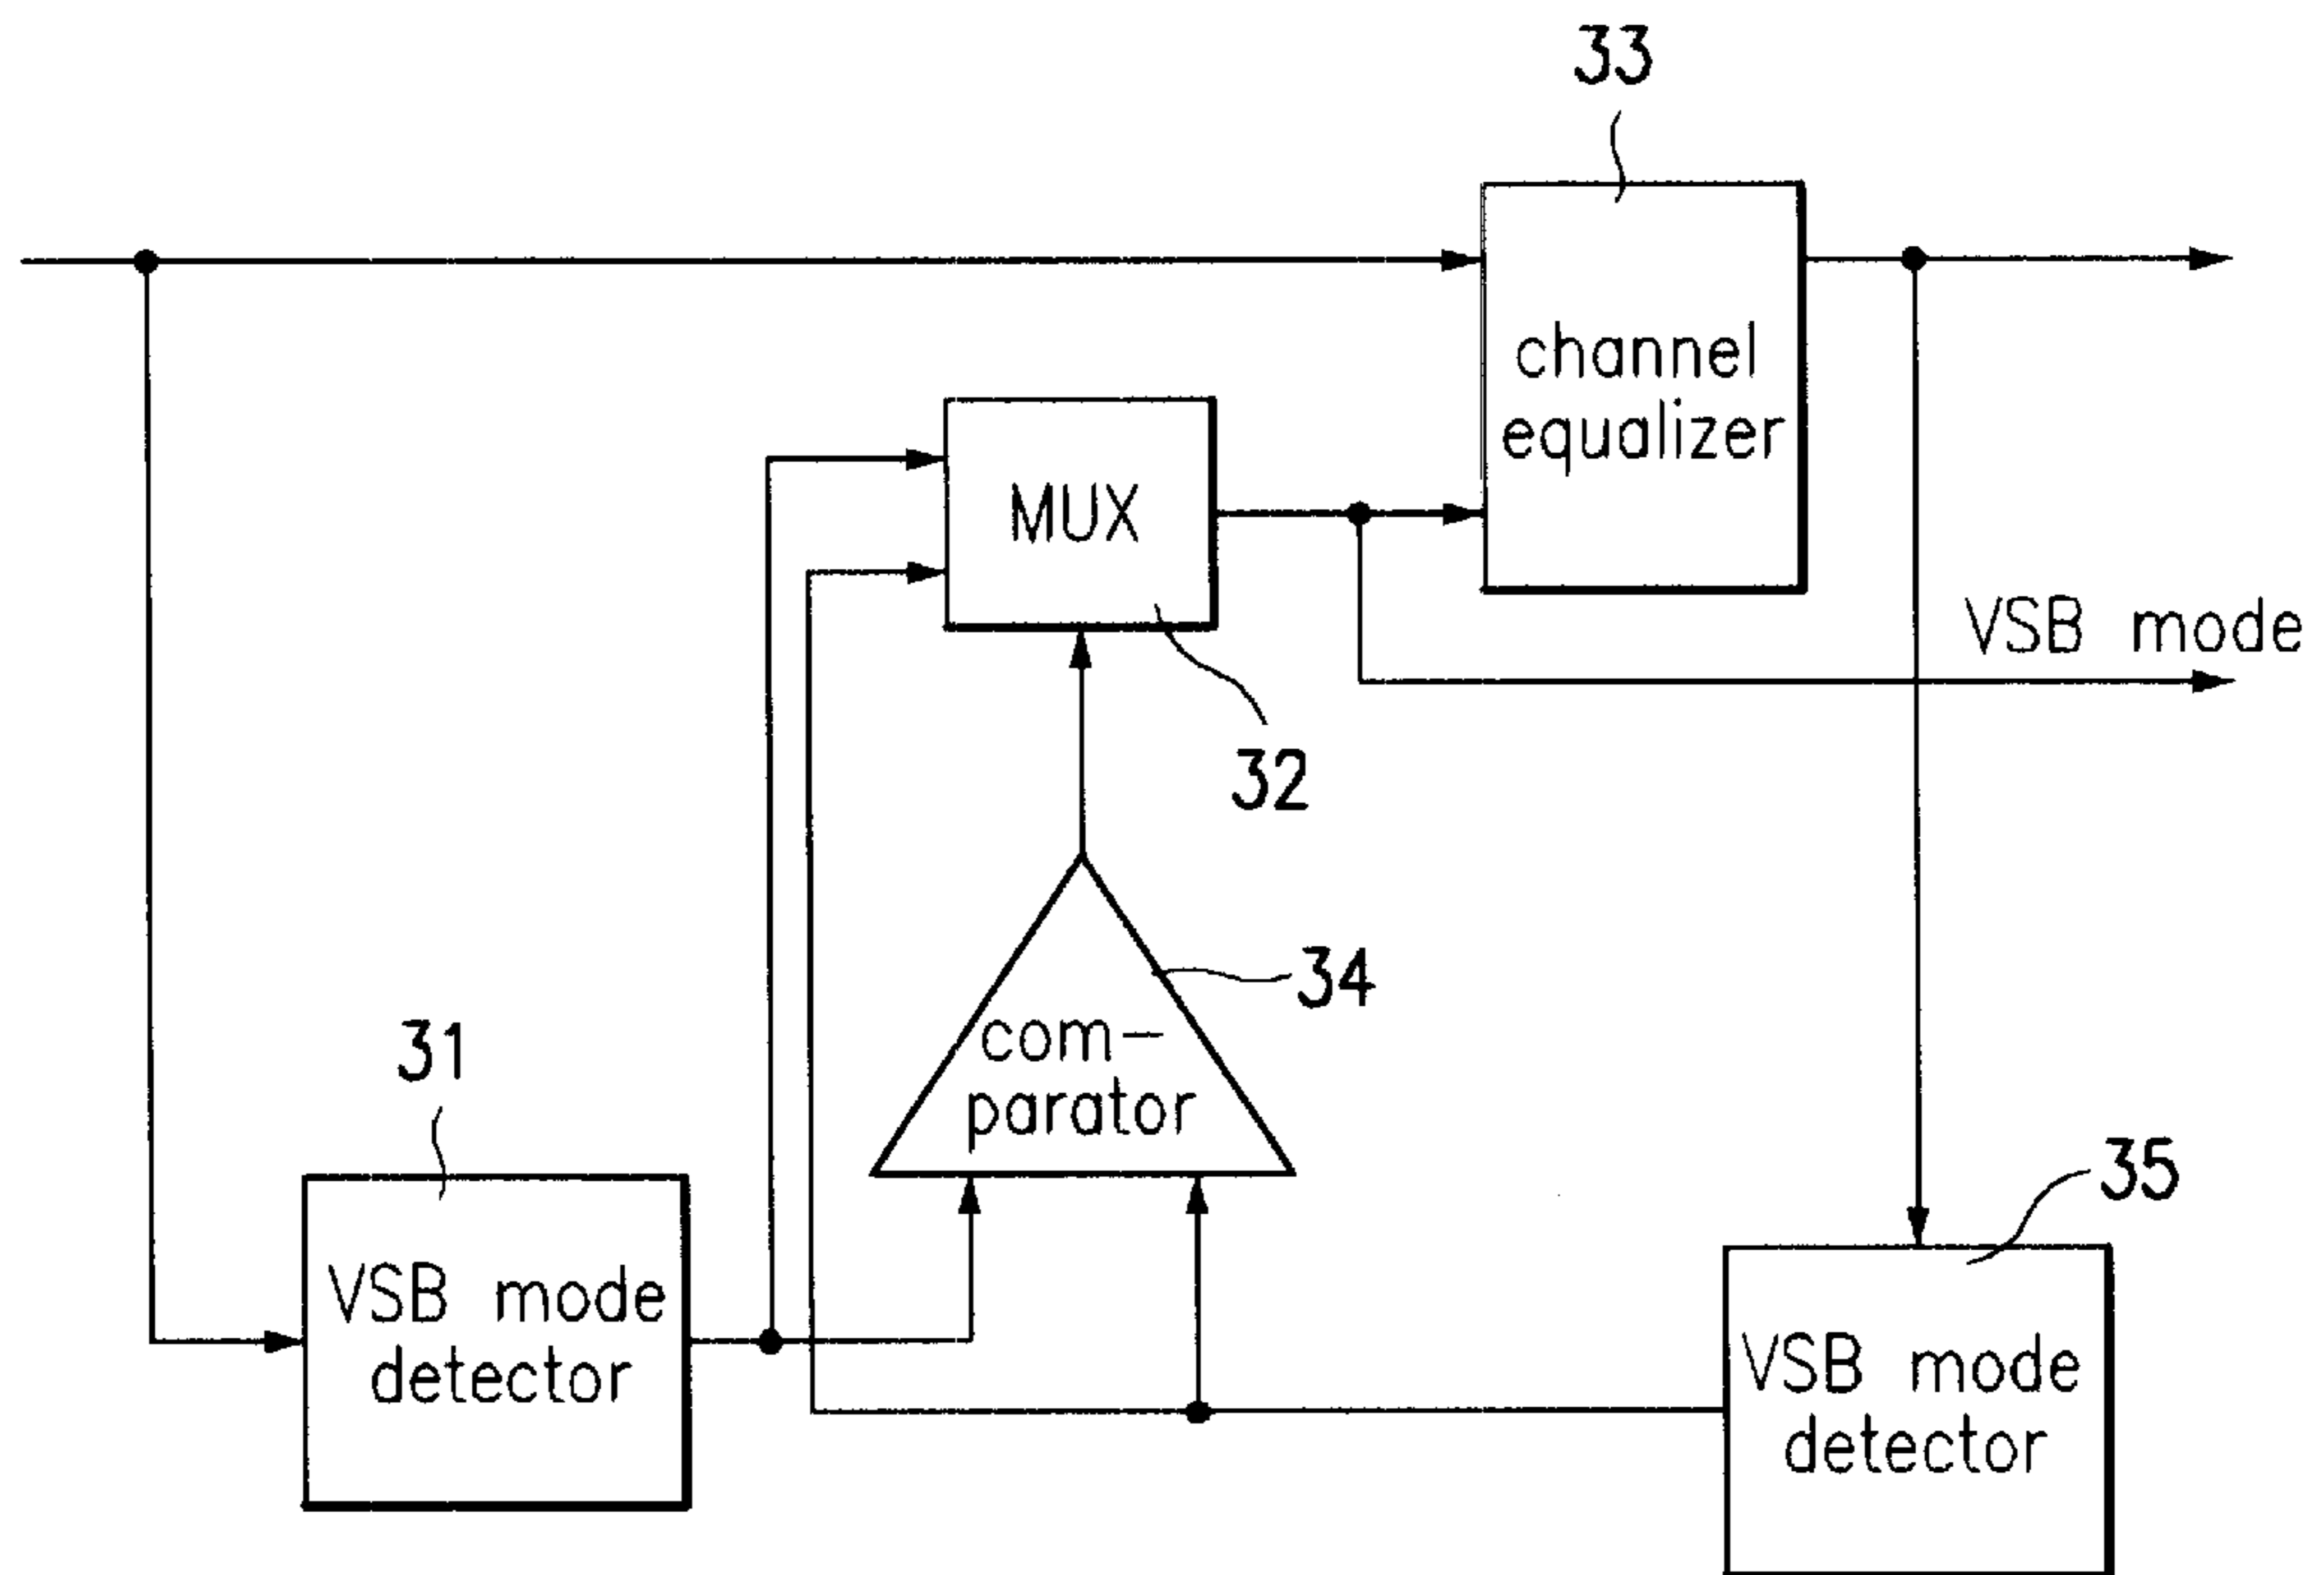 33
channel
equalizer
MUX
VSB mode
32
34
com-
parator
31
35
VSB mode
detector
VSB mode
detector